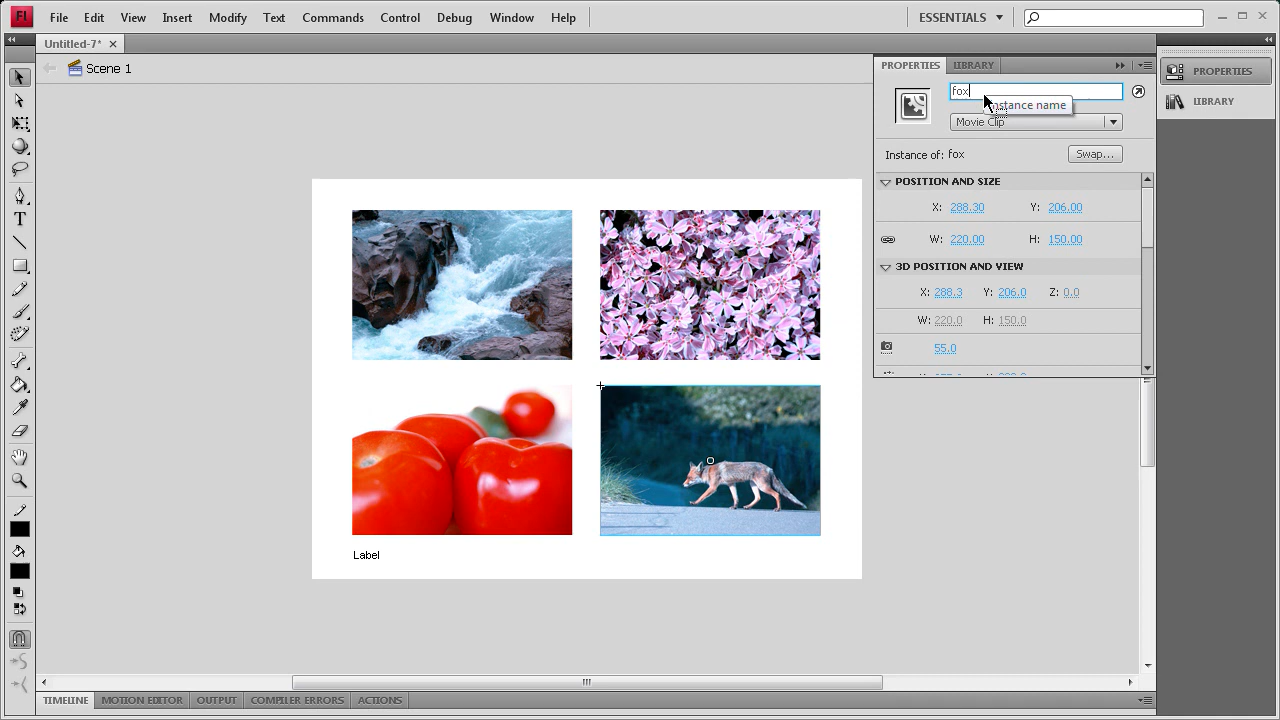 Fl File Edit View Insert Modify Text Commands Control Debug Window Help ESSENTIALS
Untitled-7*
Scene 1
PROPERTIES LIBRARY
fox
Instance name
Movie Clip
Instance of: fox Swap...
POSITION AND SIZE
X: 288.30 Y: 206.00
W: 220.00 H: 150.00
3D POSITION AND VIEW
X: 288.3 Y: 206.0 Z: 0.0
W: 220.0 H: 150.0
55.0
PROPERTIES
LIBRARY
T
Label
TIMELINE MOTION EDITOR OUTPUT COMPILER ERRORS ACTIONS